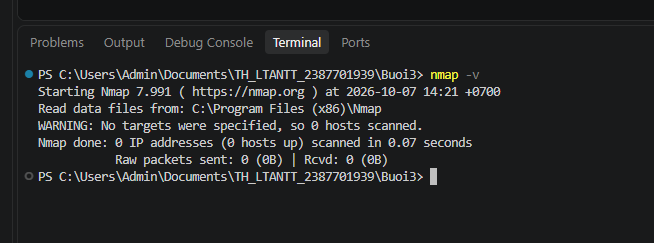 Problems Output Debug Console Terminal Ports
PS C:\Users\Admin\Documents\TH_LTANTT_2387701939\Buoi3> nmap -v
Starting Nmap 7.991 ( https://nmap.org ) at 2026-10-07 14:21 +0700
Read data files from: C:\Program Files (x86)\Nmap
WARNING: No targets were specified, so 0 hosts scanned.
Nmap done: 0 IP addresses (0 hosts up) scanned in 0.07 seconds
           Raw packets sent: 0 (0B) | Rcvd: 0 (0B)
PS C:\Users\Admin\Documents\TH_LTANTT_2387701939\Buoi3>